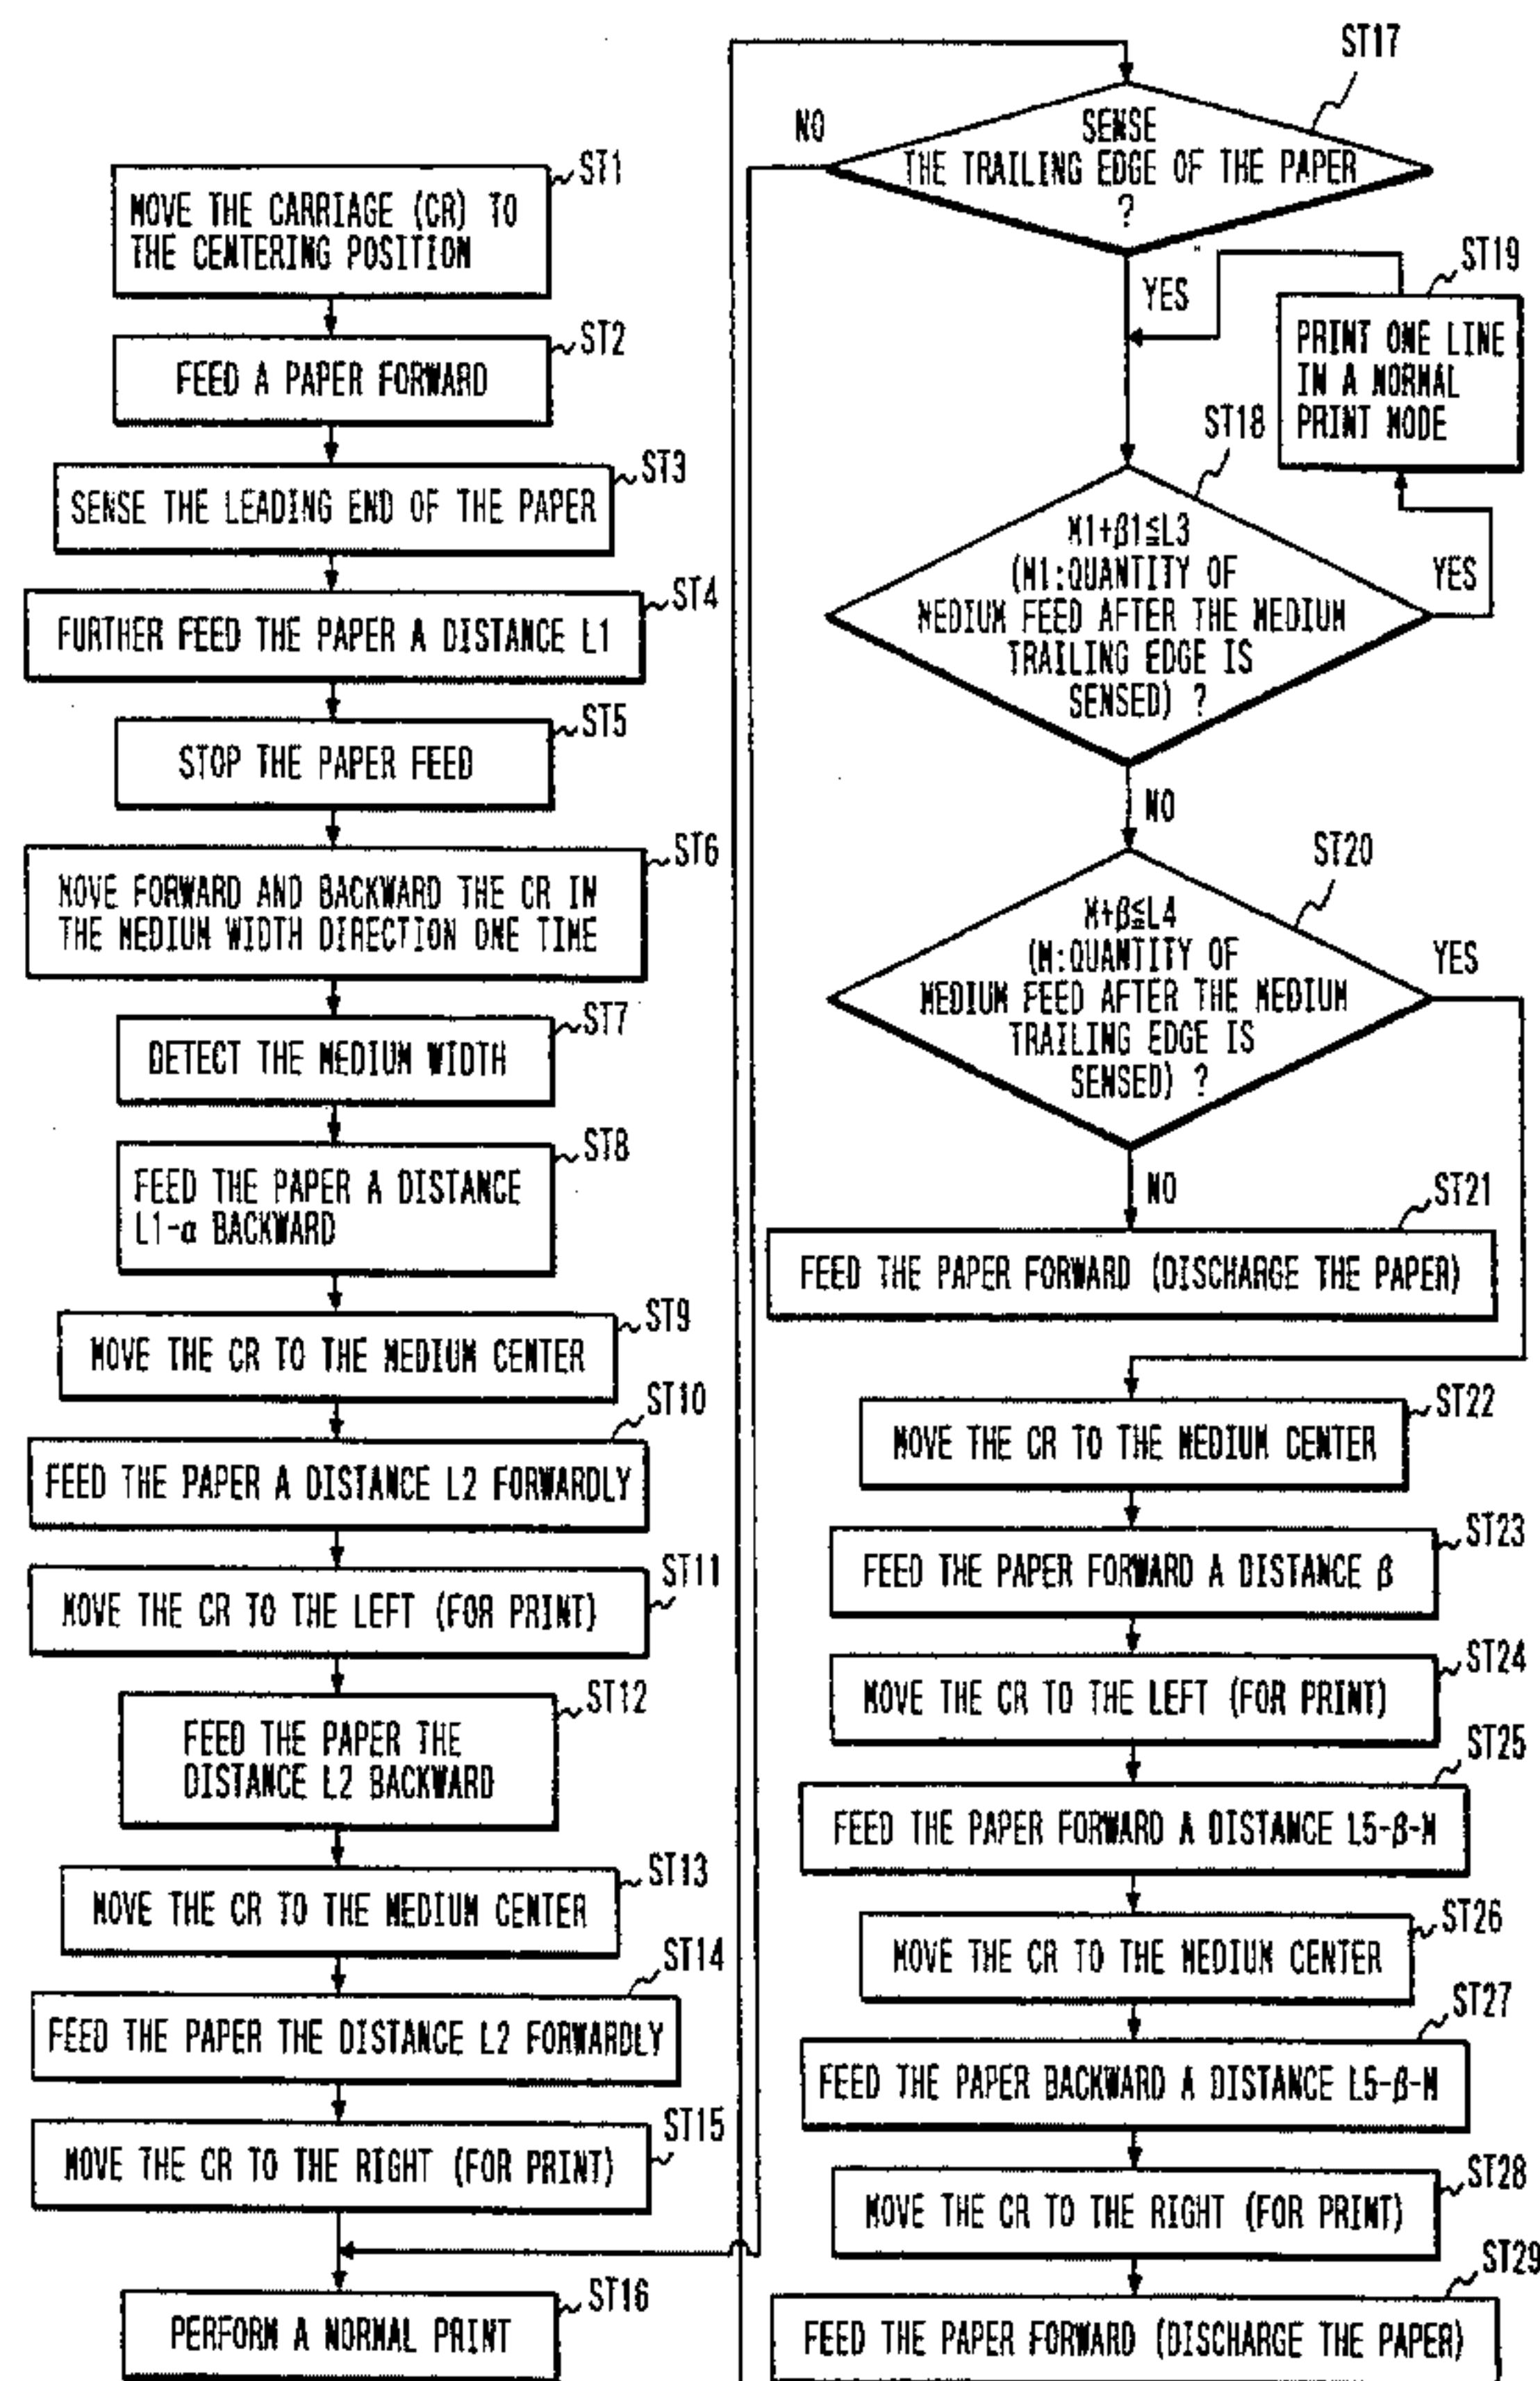 ST1
MOVE THE CARRIAGE (CR) TO
THE CENTERING POSITION
ST2
FEED A PAPER FORWARD
ST3
SENSE THE LEADING END OF THE PAPER
ST4
FURTHER FEED THE PAPER A DISTANCE L1
ST5
STOP THE PAPER FEED
ST6
MOVE FORWARD AND BACKWARD THE CR IN
THE MEDIUM WIDTH DIRECTION ONE TIME
ST7
DETECT THE MEDIUM WIDTH
ST8
FEED THE PAPER A DISTANCE
L1-α BACKWARD
ST9
MOVE THE CR TO THE MEDIUM CENTER
ST10
FEED THE PAPER A DISTANCE L2 FORWARDLY
ST11
MOVE THE CR TO THE LEFT (FOR PRINT)
ST12
FEED THE PAPER THE
DISTANCE L2 BACKWARD
ST13
MOVE THE CR TO THE MEDIUM CENTER
ST14
FEED THE PAPER THE DISTANCE L2 FORWARDLY
ST15
MOVE THE CR TO THE RIGHT (FOR PRINT)
ST16
PERFORM A NORMAL PRINT
ST17
NO
SENSE
THE TRAILING EDGE OF THE PAPER
?
YES
ST19
PRINT ONE LINE
IN A NORMAL
PRINT MODE
ST18
M1+β1≦L3
(M1:QUANTITY OF
MEDIUM FEED AFTER THE MEDIUM
TRAILING EDGE IS
SENSED) ?
YES
NO
ST20
M+β≦L4
(M:QUANTITY OF
MEDIUM FEED AFTER THE MEDIUM
TRAILING EDGE IS
SENSED) ?
YES
NO
ST21
FEED THE PAPER FORWARD (DISCHARGE THE PAPER)
ST22
MOVE THE CR TO THE MEDIUM CENTER
ST23
FEED THE PAPER FORWARD A DISTANCE β
ST24
MOVE THE CR TO THE LEFT (FOR PRINT)
ST25
FEED THE PAPER FORWARD A DISTANCE L5-β-M
ST26
MOVE THE CR TO THE MEDIUM CENTER
ST27
FEED THE PAPER BACKWARD A DISTANCE L5-β-M
ST28
MOVE THE CR TO THE RIGHT (FOR PRINT)
ST29
FEED THE PAPER FORWARD (DISCHARGE THE PAPER)